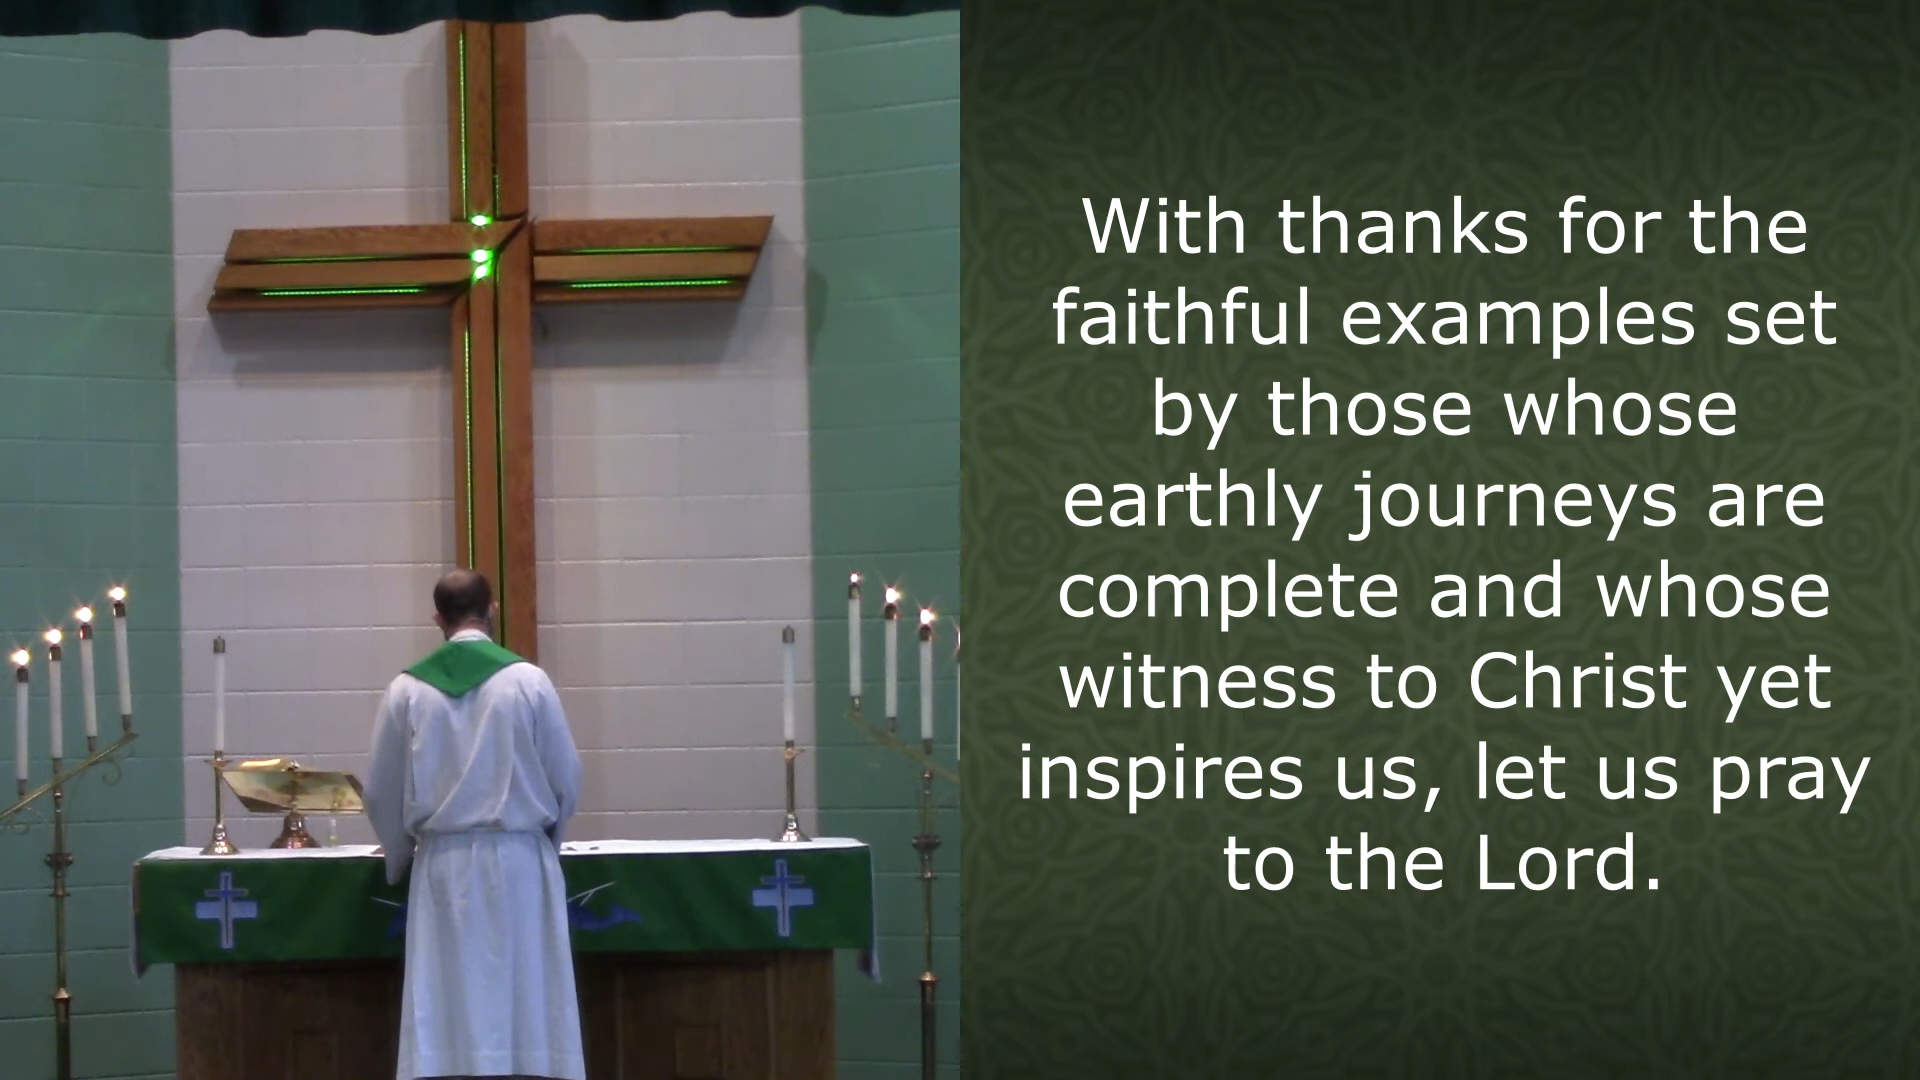 With thanks for the
faithful examples set
by those whose
earthly journeys are
complete and whose
witness to Christ yet
inspires us, let us pray
to the Lord.